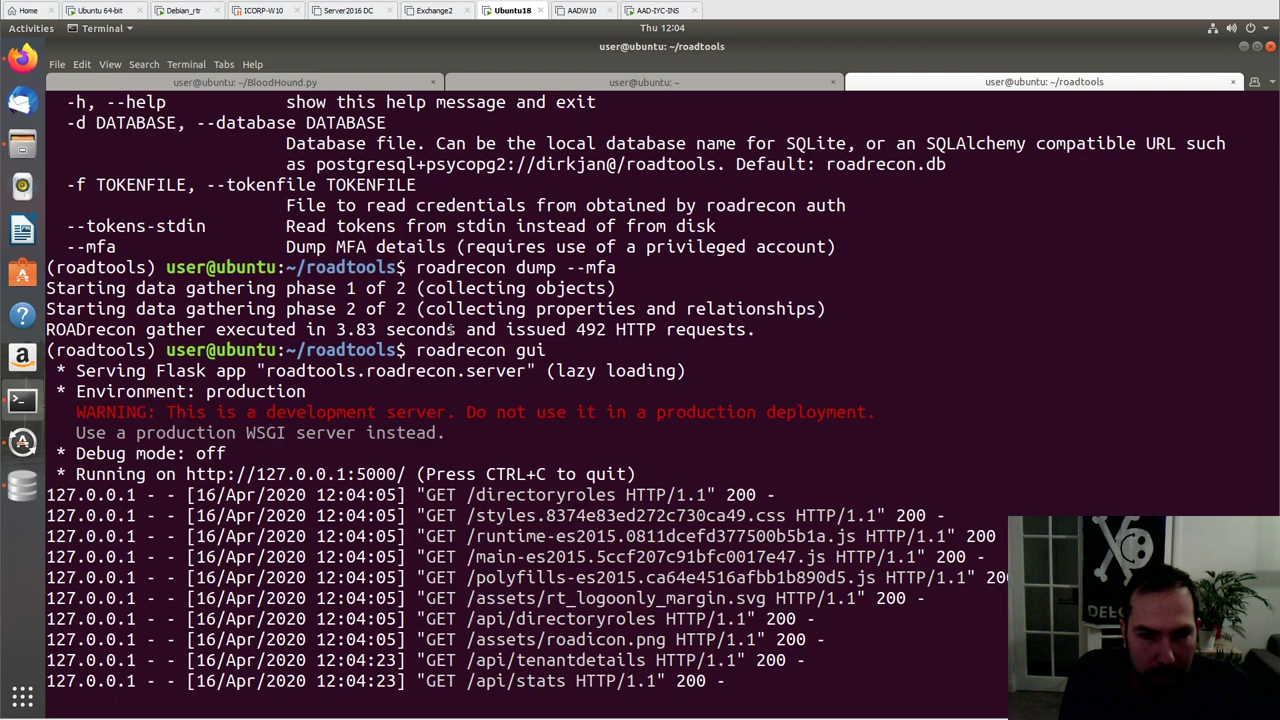 Home
Ubuntu 64-bit
Debian_rtr
ICORP-W10
Server2016 DC
Exchange2
Ubuntu18
AADW10
AAD-IYC-INS
Activities
Terminal
Thu 12:04
user@ubuntu: ~/roadtools
File Edit View Search Terminal Tabs Help
user@ubuntu: ~/BloodHound.py
user@ubuntu: ~
user@ubuntu: ~/roadtools
-h, --help show this help message and exit
-d DATABASE, --database DATABASE
Database file. Can be the local database name for SQLite, or an SQLAlchemy compatible URL such
as postgresql+psycopg2://dirkjan@/roadtools. Default: roadrecon.db
-f TOKENFILE, --tokenfile TOKENFILE
File to read credentials from obtained by roadrecon auth
--tokens-stdin Read tokens from stdin instead of from disk
--mfa Dump MFA details (requires use of a privileged account)
(roadtools) user@ubuntu:~/roadtools$ roadrecon dump --mfa
Starting data gathering phase 1 of 2 (collecting objects)
Starting data gathering phase 2 of 2 (collecting properties and relationships)
ROADrecon gather executed in 3.83 seconds and issued 492 HTTP requests.
(roadtools) user@ubuntu:~/roadtools$ roadrecon gui
* Serving Flask app "roadtools.roadrecon.server" (lazy loading)
* Environment: production
WARNING: This is a development server. Do not use it in a production deployment.
Use a production WSGI server instead.
* Debug mode: off
* Running on http://127.0.0.1:5000/ (Press CTRL+C to quit)
127.0.0.1 - - [16/Apr/2020 12:04:05] "GET /directoryroles HTTP/1.1" 200 -
127.0.0.1 - - [16/Apr/2020 12:04:05] "GET /styles.8374e83ed272c730ca49.css HTTP/1.1" 200 -
127.0.0.1 - - [16/Apr/2020 12:04:05] "GET /runtime-es2015.0811dcefd377500b5b1a.js HTTP/1.1" 200
127.0.0.1 - - [16/Apr/2020 12:04:05] "GET /main-es2015.5ccf207c91bfc0017e47.js HTTP/1.1" 200 -
127.0.0.1 - - [16/Apr/2020 12:04:05] "GET /polyfills-es2015.ca64e4516afbb1b890d5.js HTTP/1.1" 200
127.0.0.1 - - [16/Apr/2020 12:04:05] "GET /assets/rt_logoonly_margin.svg HTTP/1.1" 200 -
127.0.0.1 - - [16/Apr/2020 12:04:05] "GET /api/directoryroles HTTP/1.1" 200 -
127.0.0.1 - - [16/Apr/2020 12:04:05] "GET /assets/roadicon.png HTTP/1.1" 200 -
127.0.0.1 - - [16/Apr/2020 12:04:23] "GET /api/tenantdetails HTTP/1.1" 200 -
127.0.0.1 - - [16/Apr/2020 12:04:23] "GET /api/stats HTTP/1.1" 200 -